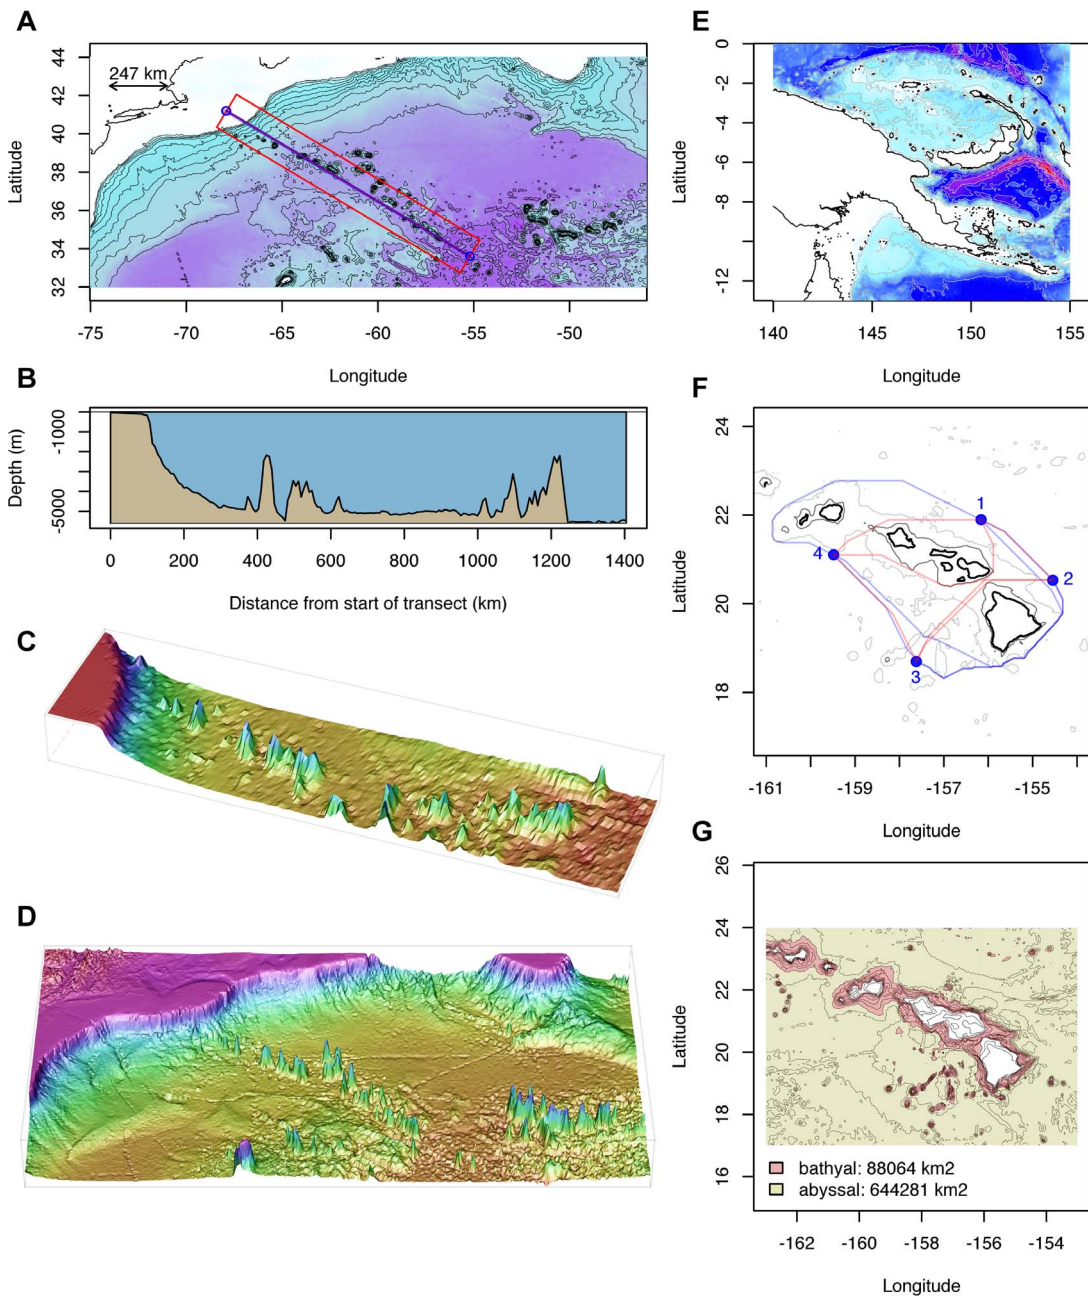 A
247 km
44
42
40
38
36
34
32
Latitude
-75
-70
-65
-60
-55
-50
Longitude
B
-1000
-5000
Depth (m)
0
200
400
600
800
1000
1200
1400
Distance from start of transect (km)
C
D
E
0
-2
-4
-6
-8
-12
Latitude
140
145
150
155
Longitude
F
24
22
20
18
Latitude
1
2
3
4
-161
-159
-157
-155
Longitude
G
26
24
22
20
18
16
Latitude
bathyal: 88064 km2
abyssal: 644281 km2
-162
-160
-158
-156
-154
Longitude